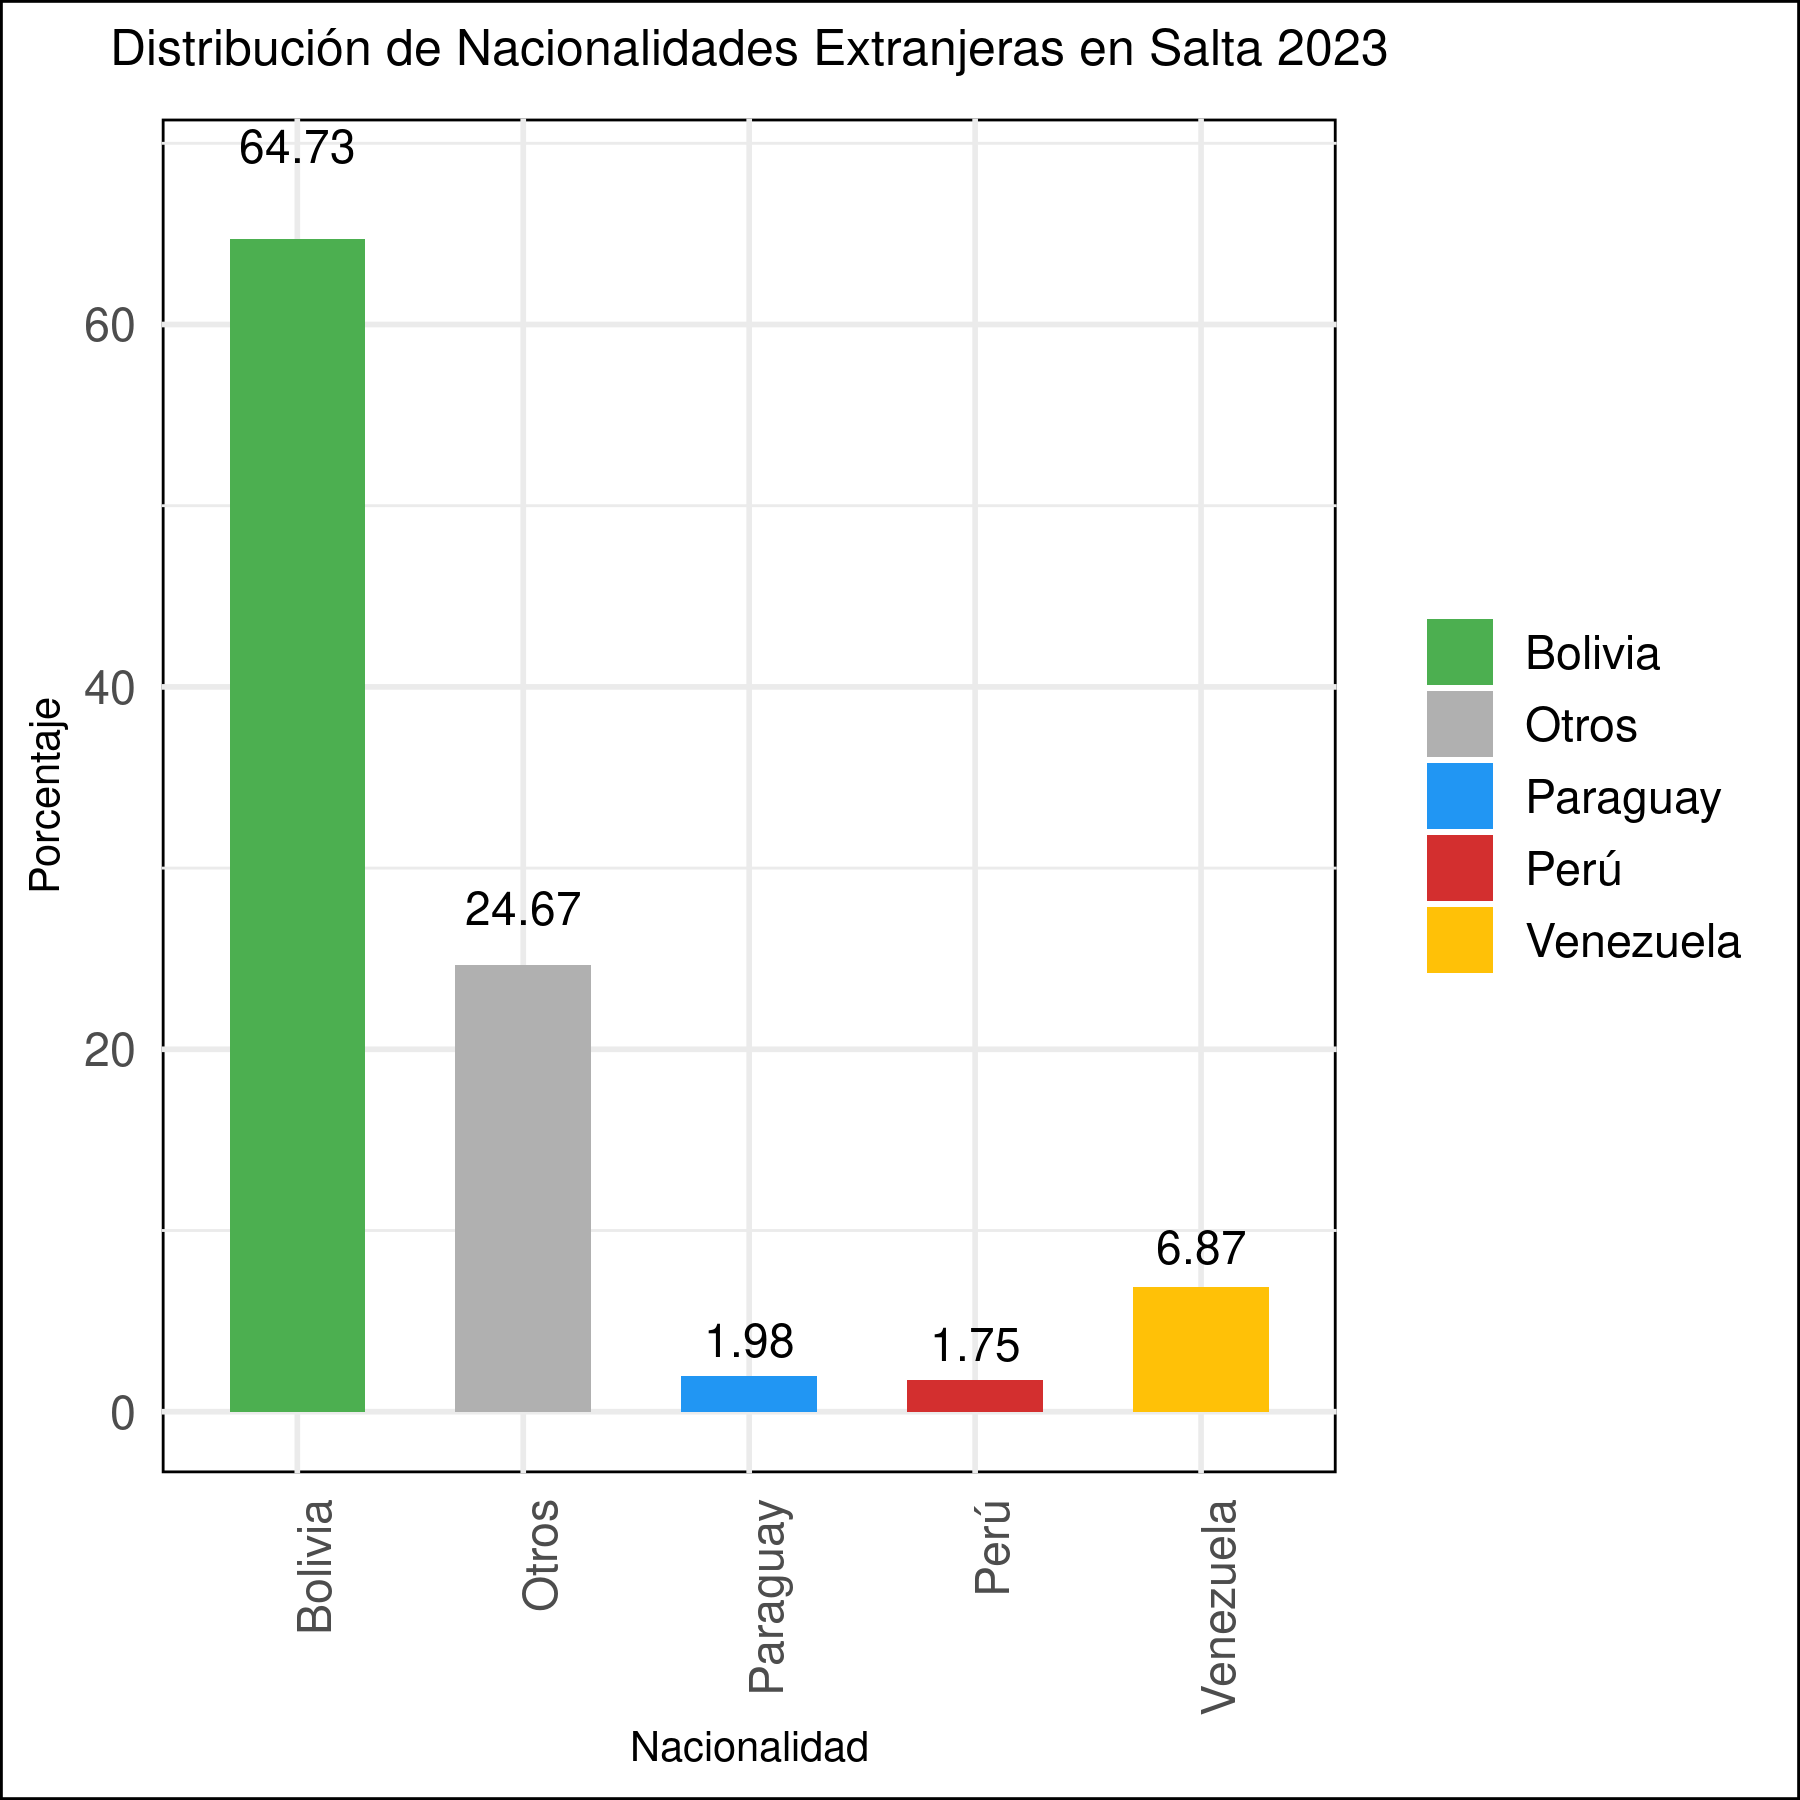 Distribución de Nacionalidades Extranjeras en Salta 2023
Porcentaje
60
40
20
0
64.73
24.67
1.98
1.75
6.87
Bolivia
Otros
Paraguay
Perú
Venezuela
Nacionalidad
Bolivia
Otros
Paraguay
Perú
Venezuela